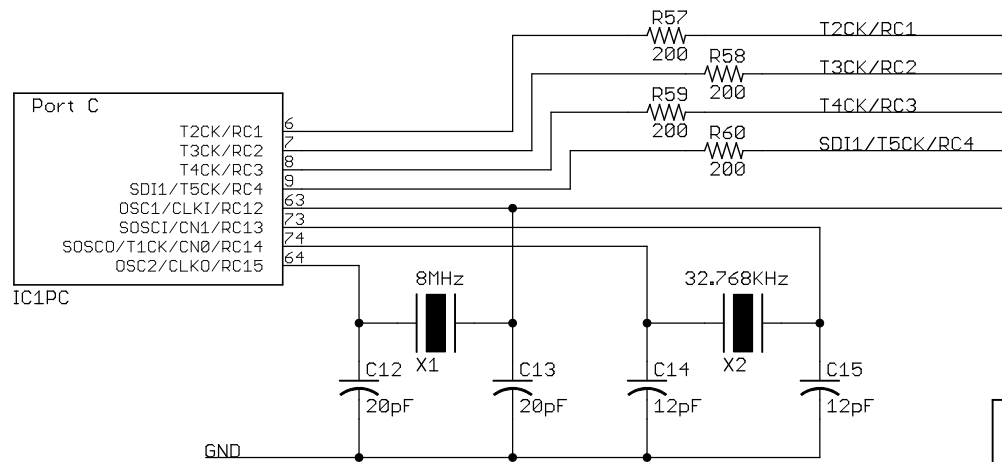 R57
200
T2CK/RC1
R58
200
T3CK/RC2
R59
200
T4CK/RC3
R60
200
SDI1/T5CK/RC4
Port C
T2CK/RC1 6
T3CK/RC2 7
T4CK/RC3 8
SDI1/T5CK/RC4 9
OSC1/CLKI/RC12 63
SOSCI/CN1/RC13 73
SOSCO/T1CK/CN0/RC14 74
OSC2/CLKO/RC15 64
IC1PC
8MHz
32.768KHz
X1
X2
C12
C13
C14
C15
20pF
20pF
12pF
12pF
GND